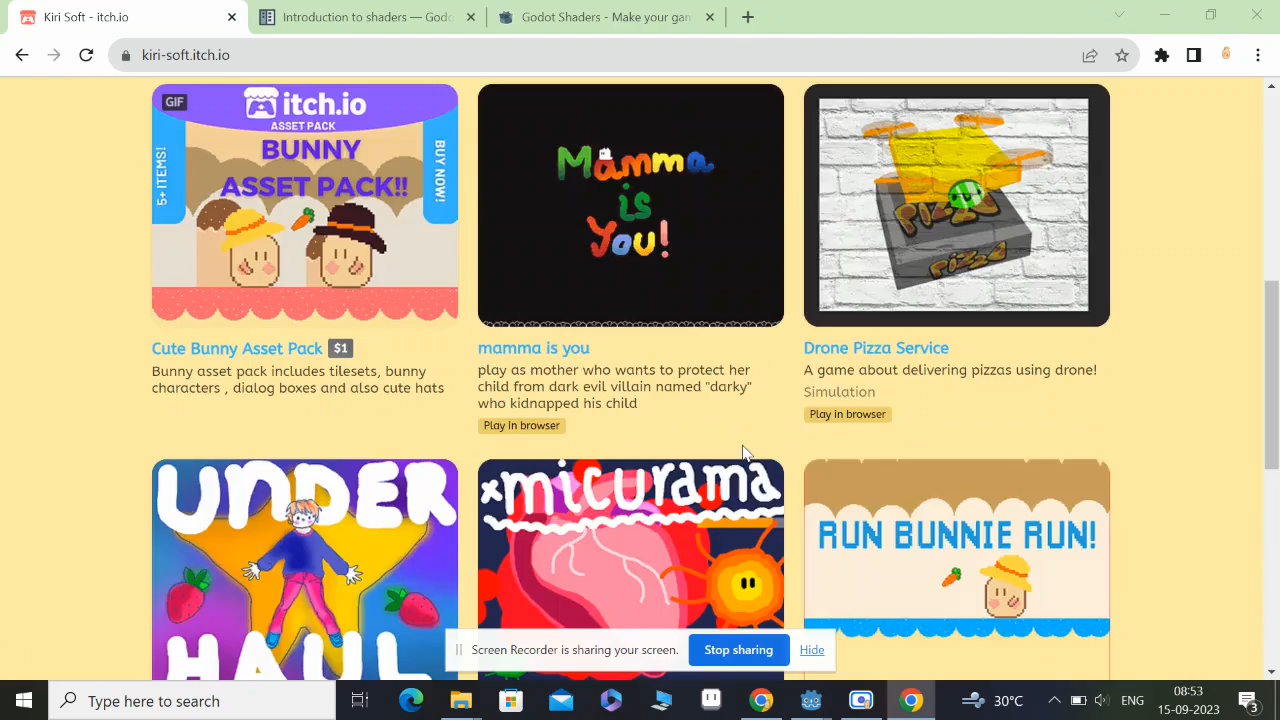 Kiri Soft - itch.io
Introduction to shaders — Godo
Godot Shaders - Make your gam
kiri-soft.itch.io
GIF
itch.io
ASSET PACK
5+ ITEMS!
BUNNY
ASSET PACK!!
BUY NOW!
Mamma
is
You!
PIZZA
PIZZA
Cute Bunny Asset Pack $1
Bunny asset pack includes tilesets, bunny
characters , dialog boxes and also cute hats
mamma is you
play as mother who wants to protect her
child from dark evil villain named "darky"
who kidnapped his child
Play in browser
Drone Pizza Service
A game about delivering pizzas using drone!
Simulation
Play in browser
UNDER
HAUL
xmicurama
RUN BUNNIE RUN!
Screen Recorder is sharing your screen.
Stop sharing
Hide
Type here to search
30°C
ENG
08:53
15-09-2023
3